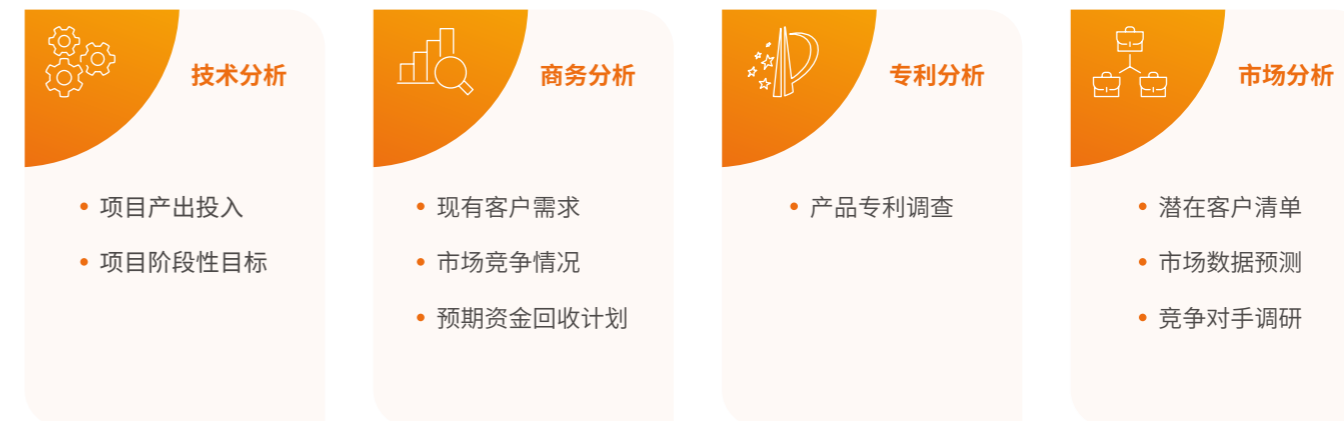 技术分析
项目产出投入
项目阶段性目标
商务分析
现有客户需求
市场竞争情况
预期资金回收计划
专利分析
产品专利调查
市场分析
潜在客户清单
市场数据预测
竞争对手调研